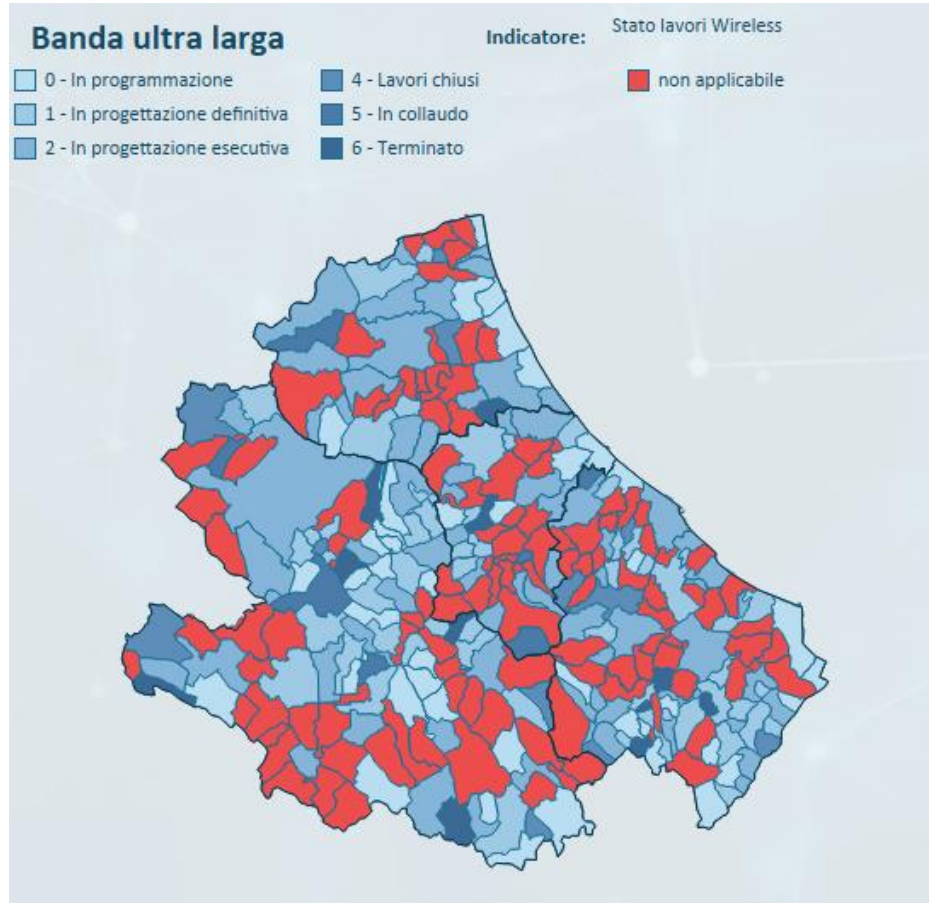 Banda ultra larga
Indicatore: Stato lavori Wireless
0 - In programmazione
4 - Lavori chiusi
non applicabile
1 - In progettazione definitiva
5 - In collaudo
2 - In progettazione esecutiva
6 - Terminato